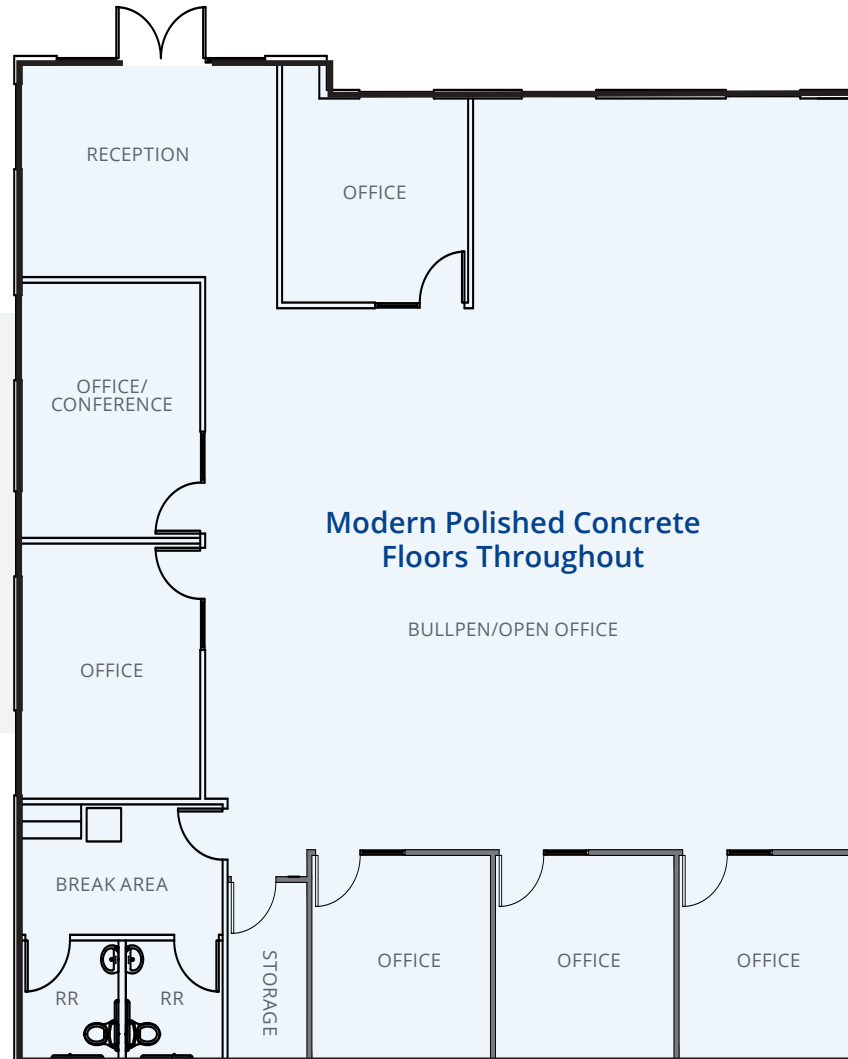 RECEPTION
OFFICE
OFFICE/
CONFERENCE
Modern Polished Concrete
Floors Throughout
BULLPEN/OPEN OFFICE
OFFICE
BREAK AREA
STORAGE
OFFICE
OFFICE
OFFICE
RR
RR